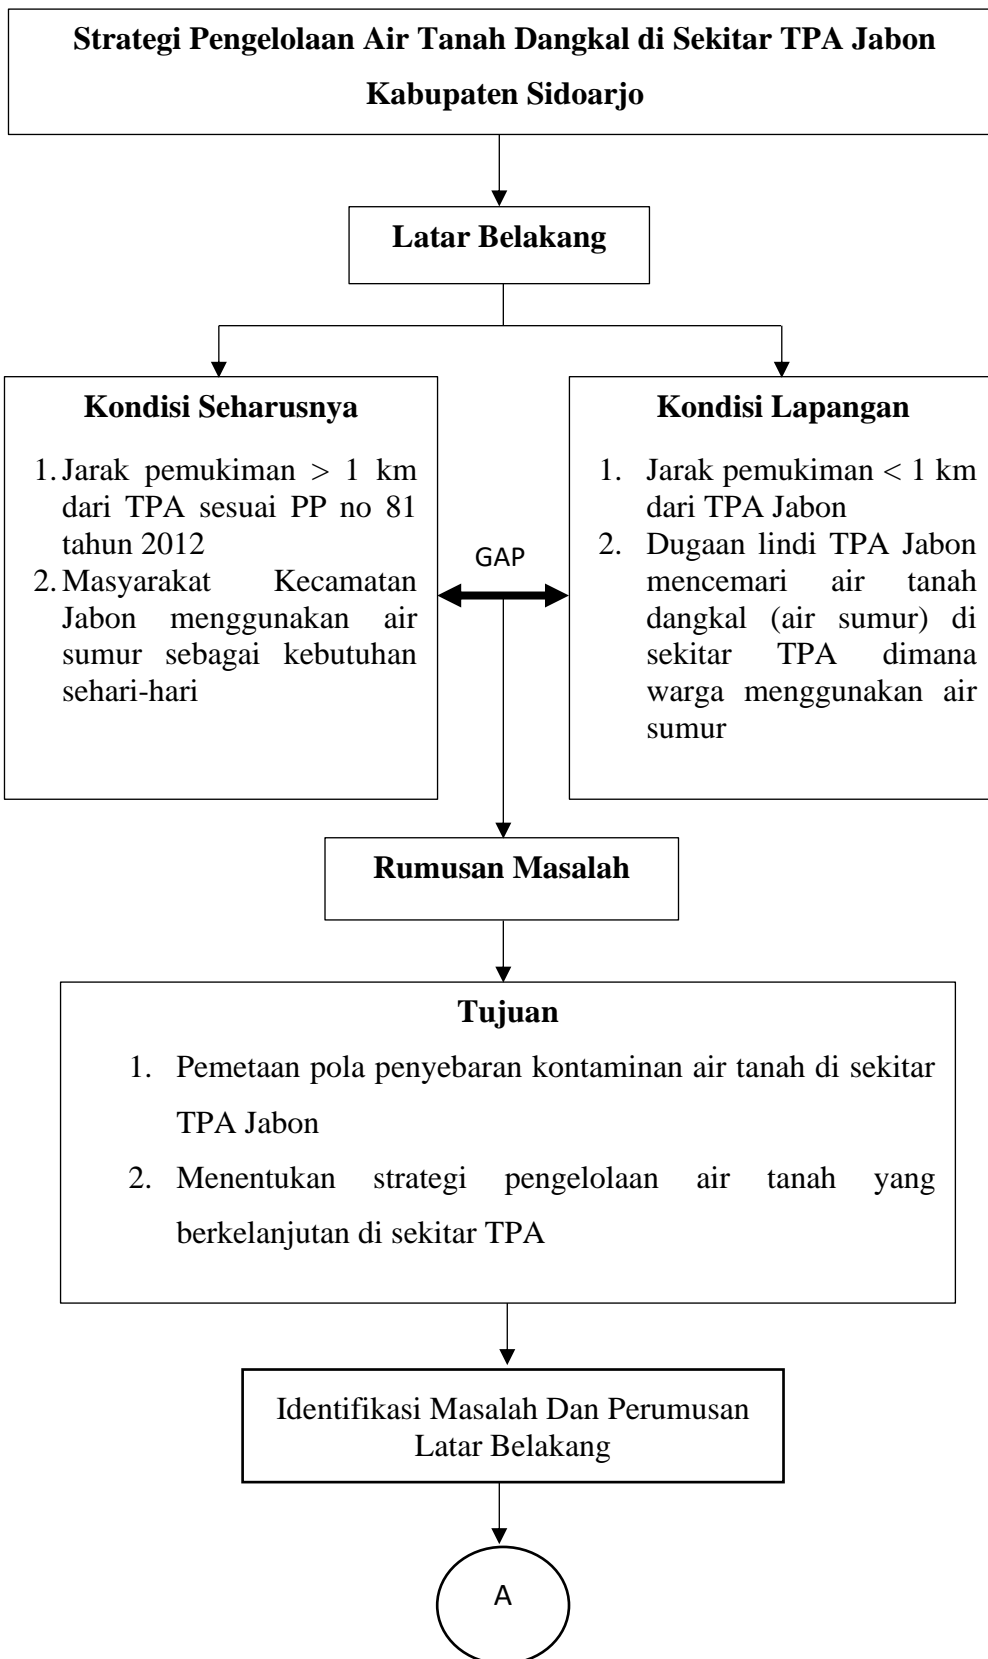 Strategi Pengelolaan Air Tanah Dangkal di Sekitar TPA Jabon
Kabupaten Sidoarjo
Latar Belakang
Kondisi Seharusnya
1. Jarak pemukiman > 1 km
dari TPA sesuai PP no 81
tahun 2012
2. Masyarakat Kecamatan
Jabon menggunakan air
sumur sebagai kebutuhan
sehari-hari
GAP
Kondisi Lapangan
1. Jarak pemukiman < 1 km
dari TPA Jabon
2. Dugaan lindi TPA Jabon
mencemari air tanah
dangkal (air sumur) di
sekitar TPA dimana
warga menggunakan air
sumur
Rumusan Masalah
Tujuan
1. Pemetaan pola penyebaran kontaminan air tanah di sekitar
TPA Jabon
2. Menentukan strategi pengelolaan air tanah yang
berkelanjutan di sekitar TPA
Identifikasi Masalah Dan Perumusan
Latar Belakang
A